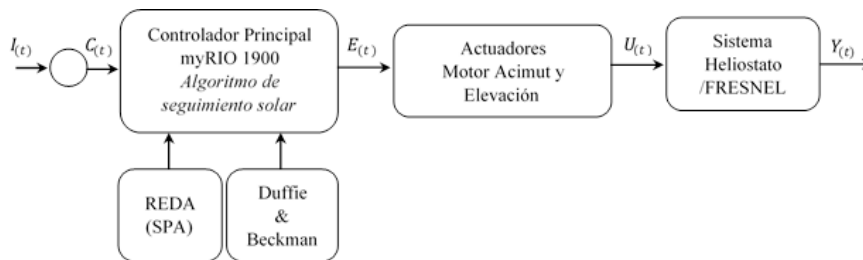 I(t)
C(t)
Controlador Principal
myRIO 1900
Algoritmo de
seguimiento solar
E(t)
Actuadores
Motor Acimut y
Elevación
U(t)
Sistema
Heliostato
/FRESNEL
Y(t)
REDA
(SPA)
Duffie
&
Beckman